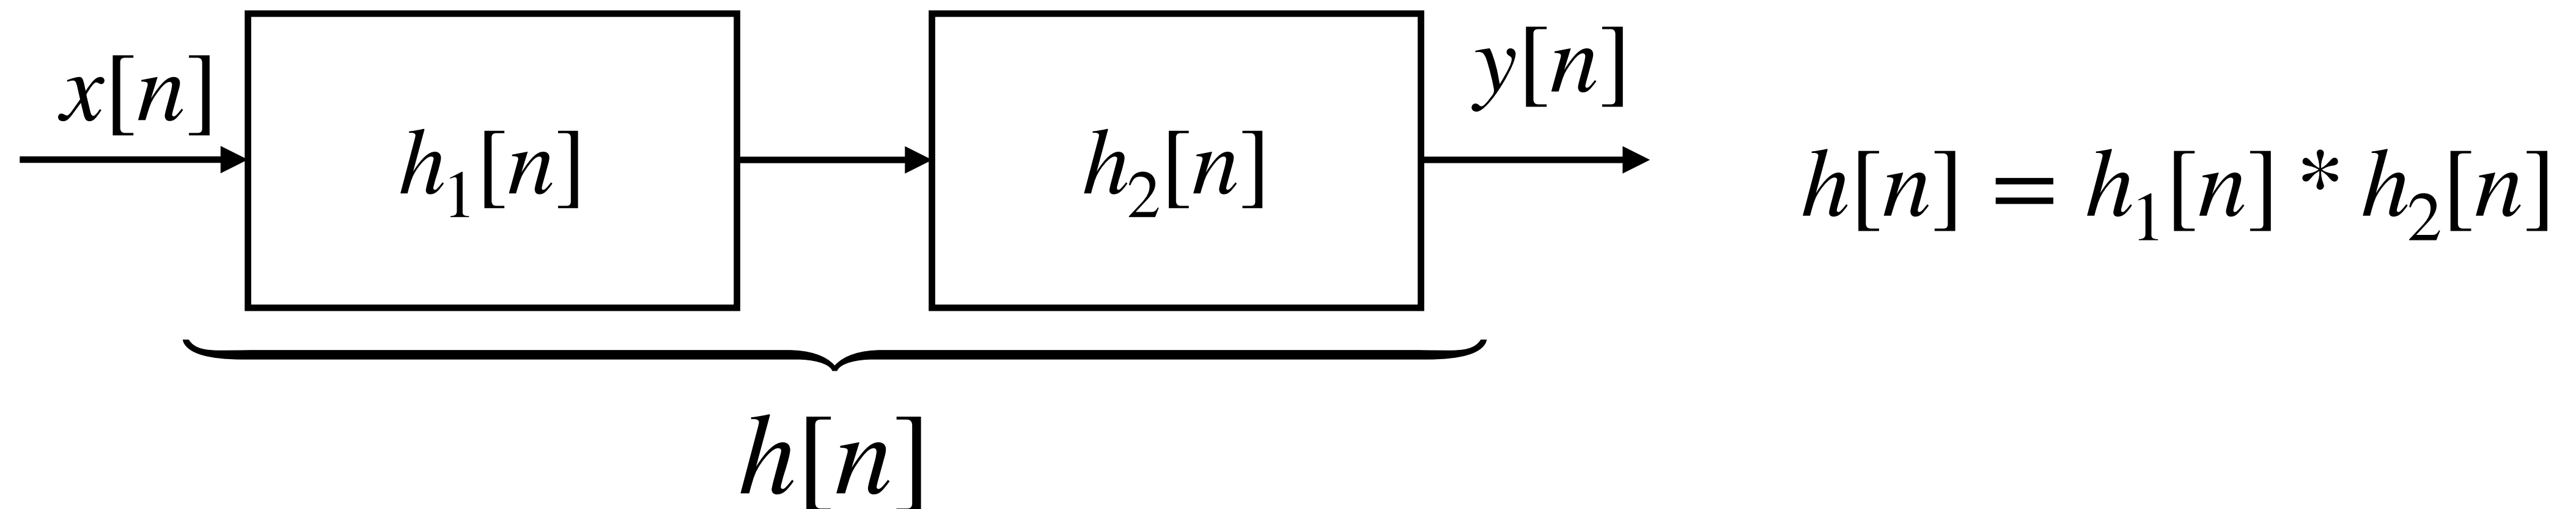 x[n]
h₁[n]
h₂[n]
y[n]
h[n] = h₁[n] * h₂[n]
h[n]